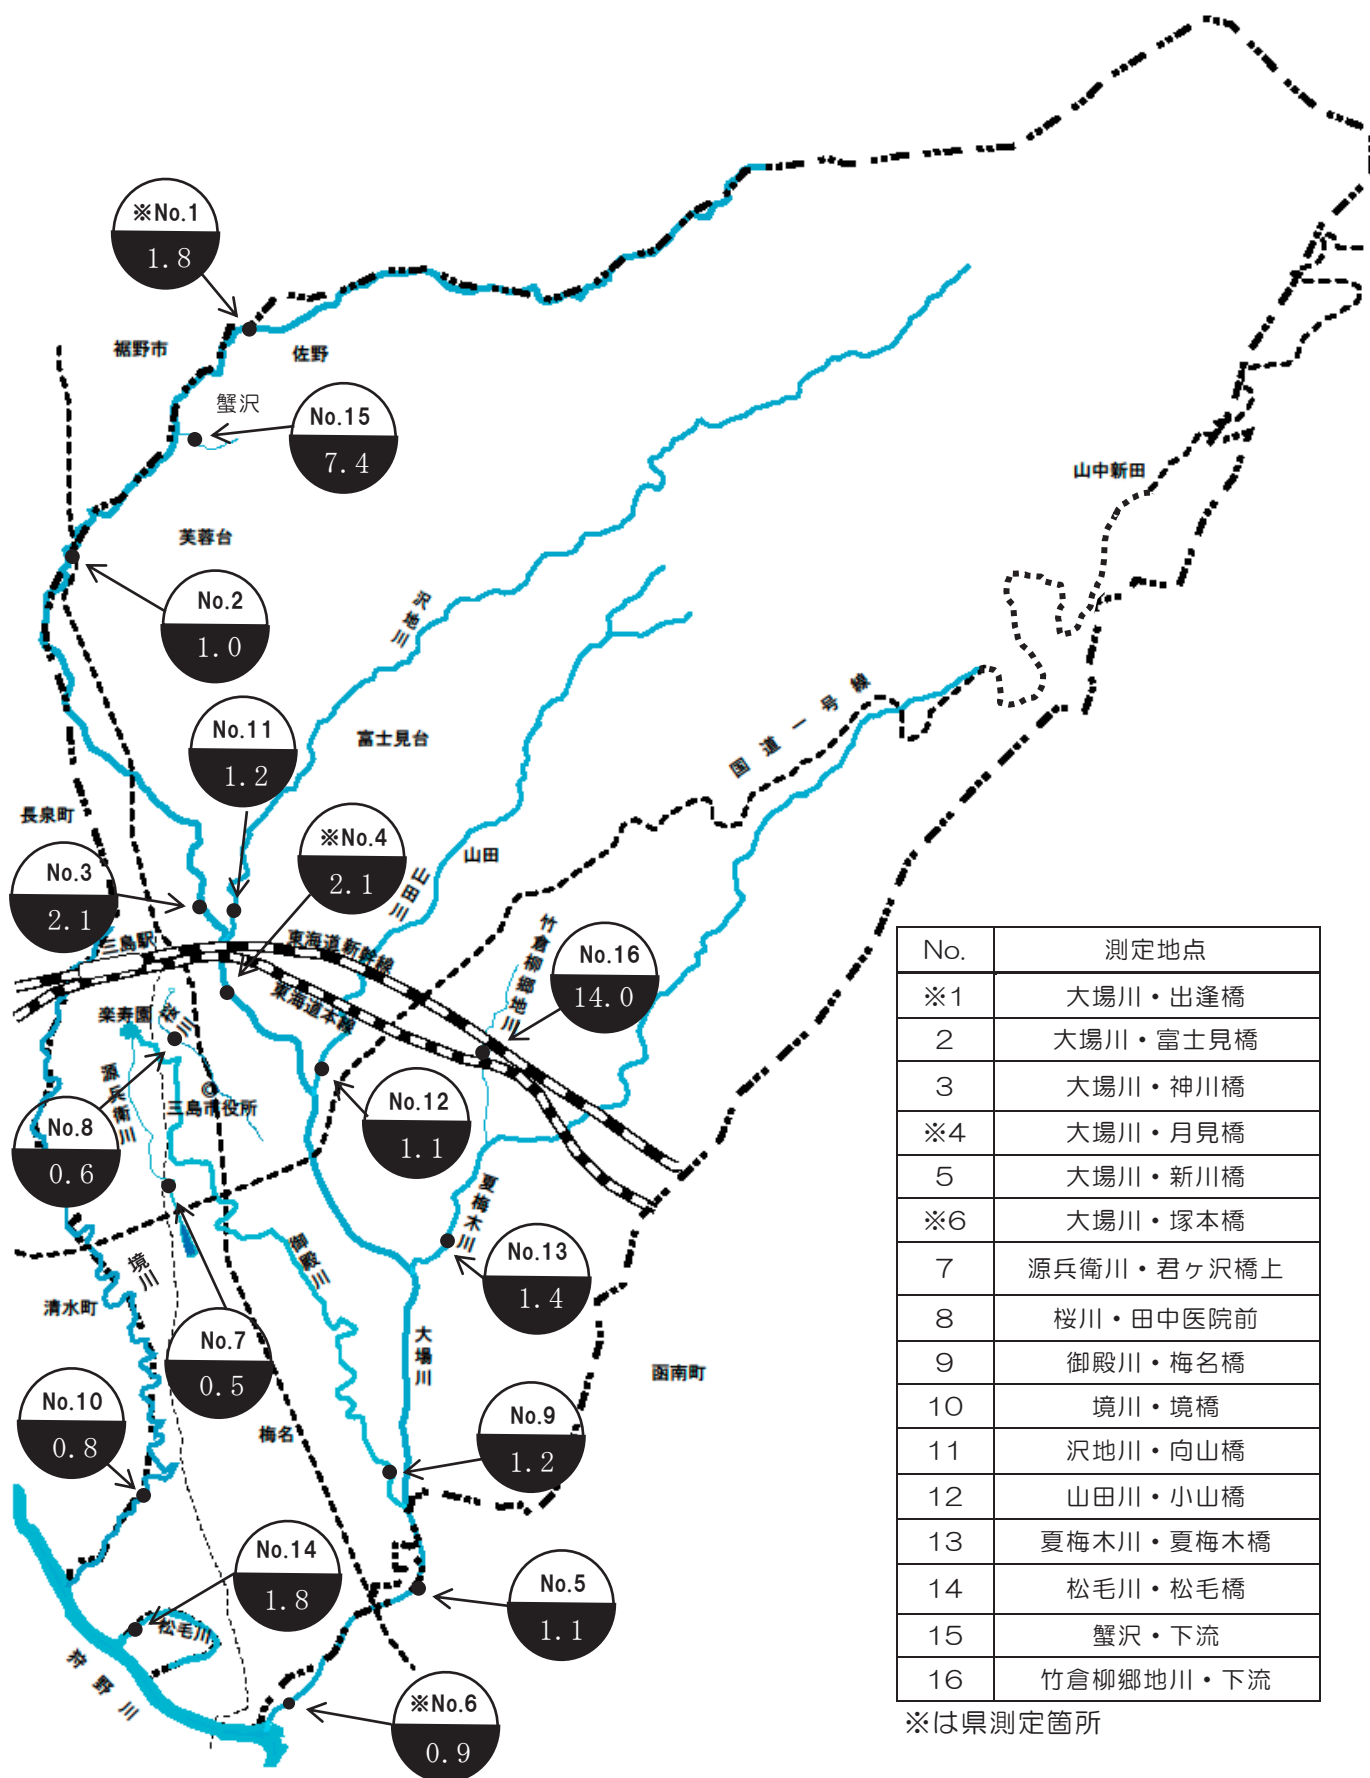 ※No.1
1.8
裾野市
佐野
蟹沢
No.15
7.4
山中新田
芙蓉台
No.2
1.0
沢地川
国道一号線
No.11
1.2
富士見台
長泉町
※No.4
2.1
山田
山田川
No.3
2.1
竹倉柳郷地川
三島駅
東海道新幹線
No.16
14.0
東海道本線
楽寿園
桜川
源兵衛川
三島市役所
No.12
1.1
No.8
0.6
夏梅木川
御殿川
No.13
1.4
境川
清水町
大場川
No.7
0.5
函南町
No.10
0.8
No.9
1.2
梅名
No.14
1.8
No.5
1.1
松毛川
狩野川
※No.6
0.9
No. 測定地点
※1 大場川・出逢橋
2 大場川・富士見橋
3 大場川・神川橋
※4 大場川・月見橋
5 大場川・新川橋
※6 大場川・塚本橋
7 源兵衛川・君ヶ沢橋上
8 桜川・田中医院前
9 御殿川・梅名橋
10 境川・境橋
11 沢地川・向山橋
12 山田川・小山橋
13 夏梅木川・夏梅木橋
14 松毛川・松毛橋
15 蟹沢・下流
16 竹倉柳郷地川・下流
※は県測定箇所